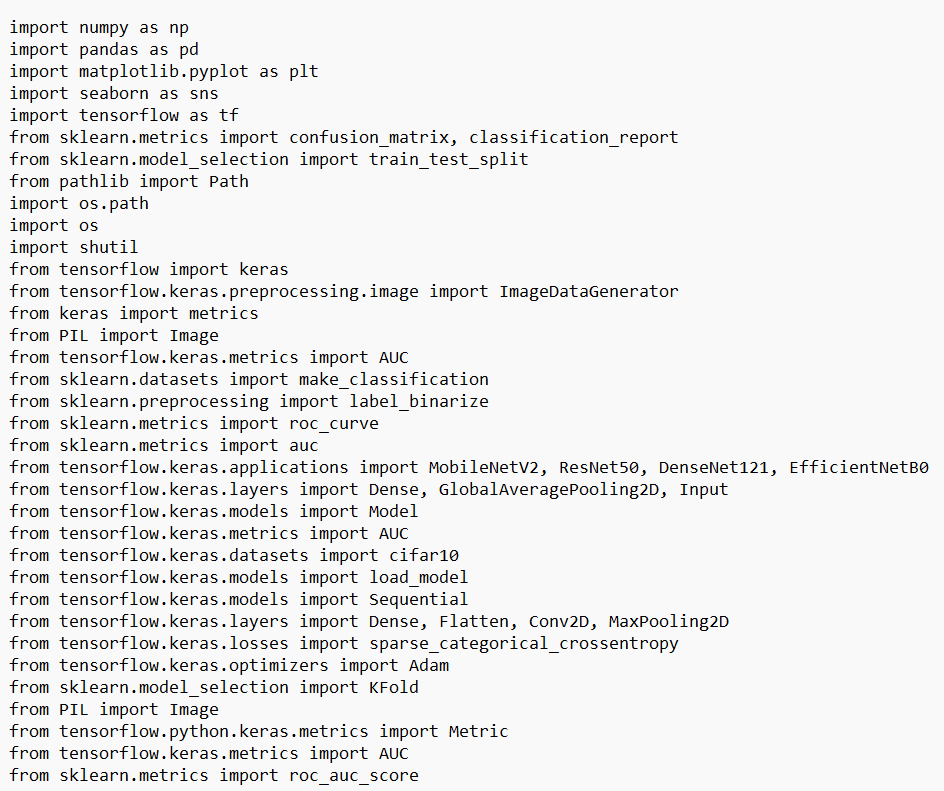 import numpy as np
import pandas as pd
import matplotlib.pyplot as plt
import seaborn as sns
import tensorflow as tf
from sklearn.metrics import confusion_matrix, classification_report
from sklearn.model_selection import train_test_split
from pathlib import Path
import os.path
import os
import shutil
from tensorflow import keras
from tensorflow.keras.preprocessing.image import ImageDataGenerator
from keras import metrics
from PIL import Image
from tensorflow.keras.metrics import AUC
from sklearn.datasets import make_classification
from sklearn.preprocessing import label_binarize
from sklearn.metrics import roc_curve
from sklearn.metrics import auc
from tensorflow.keras.applications import MobileNetV2, ResNet50, DenseNet121, EfficientNetB0
from tensorflow.keras.layers import Dense, GlobalAveragePooling2D, Input
from tensorflow.keras.models import Model
from tensorflow.keras.metrics import AUC
from tensorflow.keras.datasets import cifar10
from tensorflow.keras.models import load_model
from tensorflow.keras.models import Sequential
from tensorflow.keras.layers import Dense, Flatten, Conv2D, MaxPooling2D
from tensorflow.keras.losses import sparse_categorical_crossentropy
from tensorflow.keras.optimizers import Adam
from sklearn.model_selection import KFold
from PIL import Image
from tensorflow.python.keras.metrics import Metric
from tensorflow.keras.metrics import AUC
from sklearn.metrics import roc_auc_score